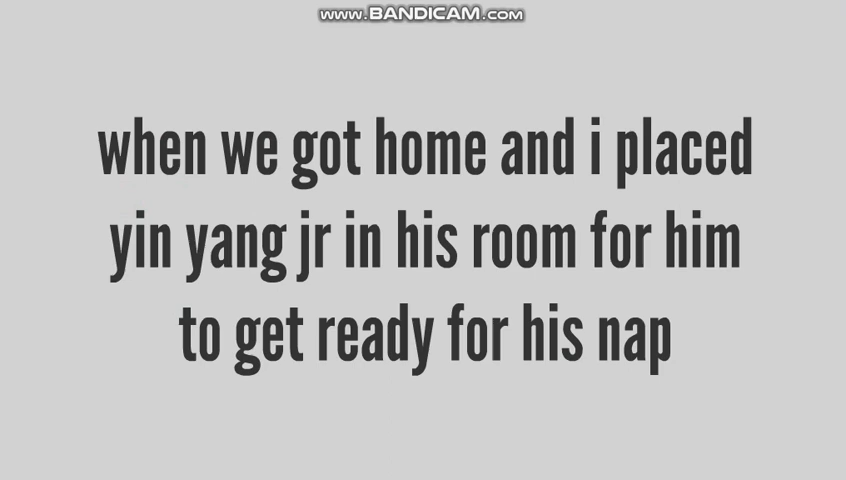 www.BANDICAM.com
when we got home and i placed
yin yang jr in his room for him
to get ready for his nap